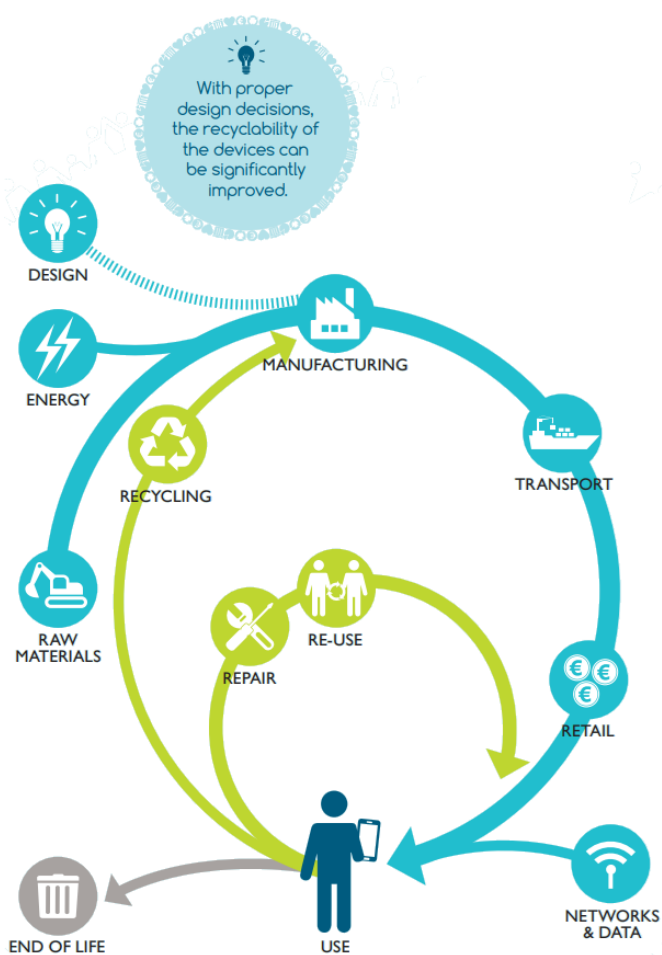 With proper
design decisions,
the recyclability of
the devices can
be significantly
improved.
DESIGN
ENERGY
MANUFACTURING
RECYCLING
TRANSPORT
RAW
MATERIALS
RE-USE
REPAIR
€ € €
RETAIL
NETWORKS
& DATA
END OF LIFE
USE